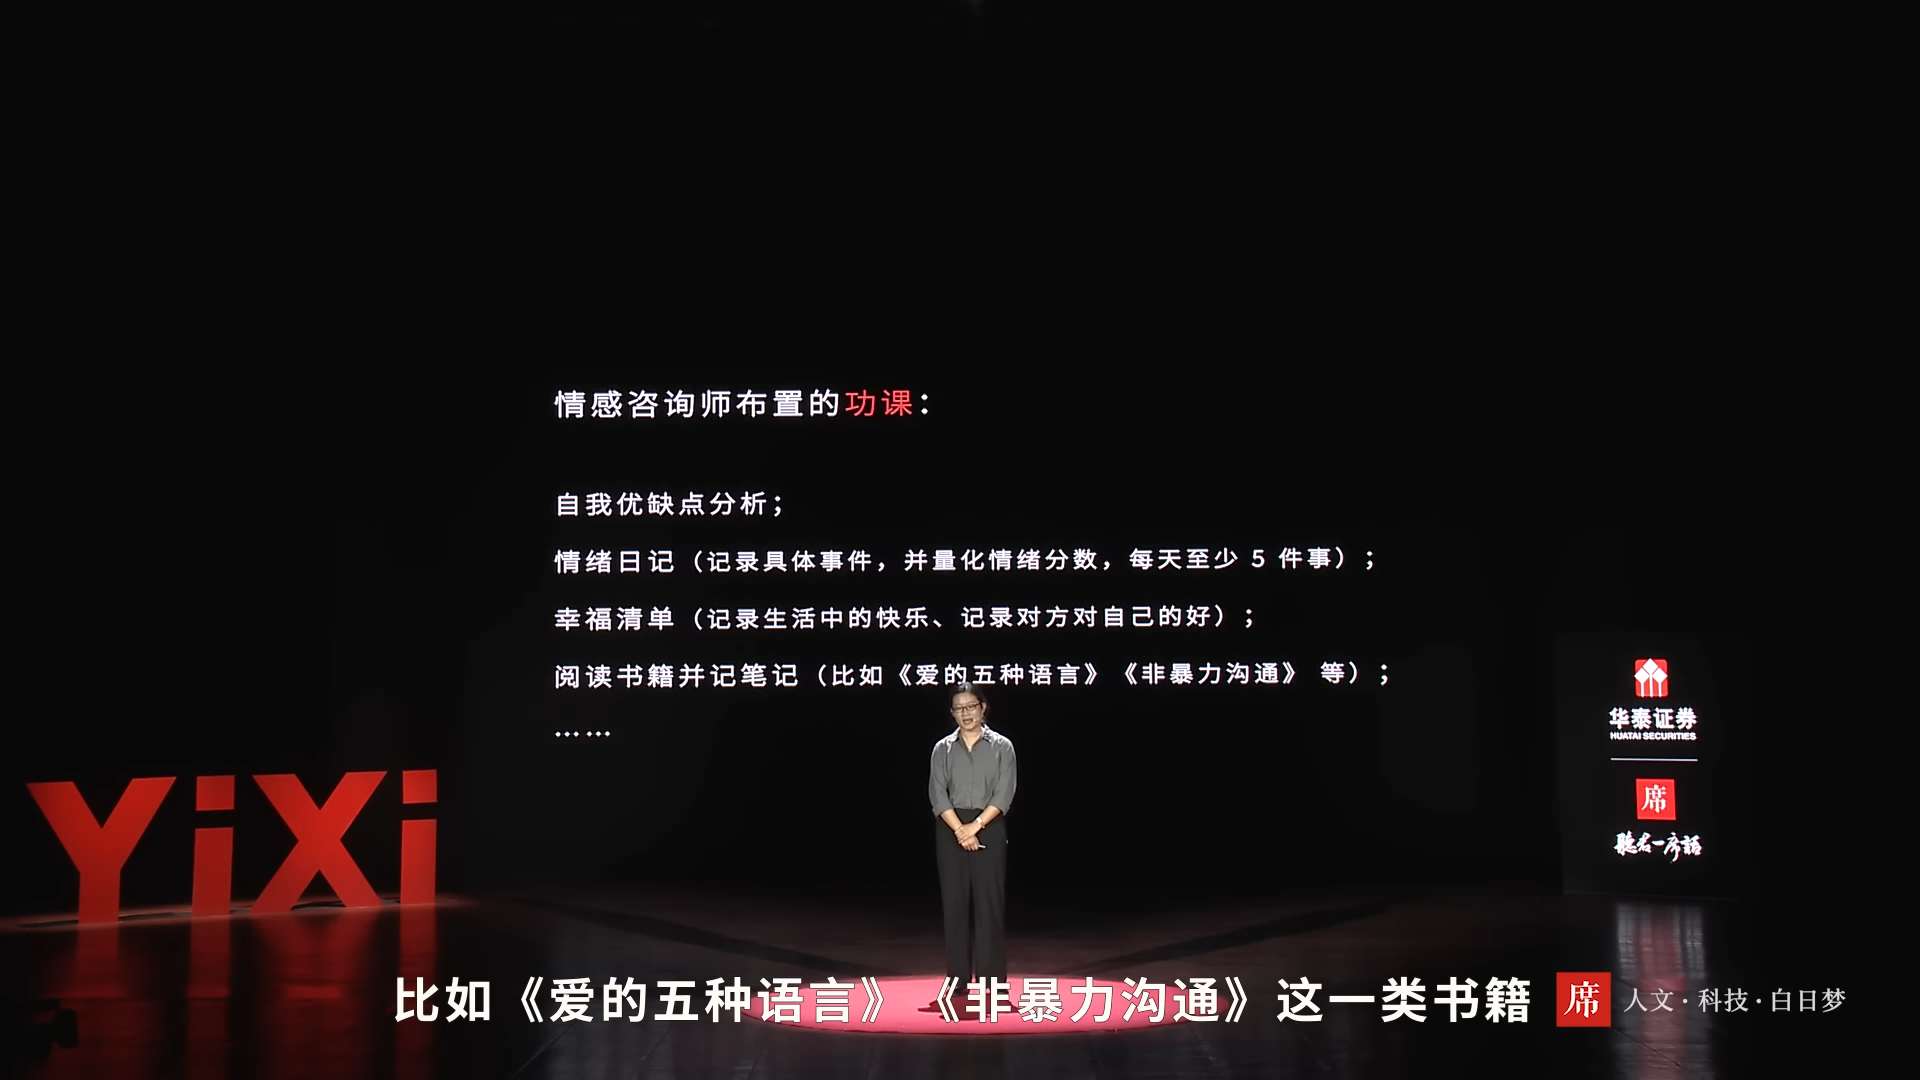 情感咨询师布置的功课：
自我优缺点分析；
情绪日记（记录具体事件，并量化情绪分数，每天至少 5 件事）；
幸福清单（记录生活中的快乐、记录对方对自己的好）；
阅读书籍并记笔记（比如《爱的五种语言》《非暴力沟通》 等）；
……
华泰证券
HUATAI SECURITIES
席
聽君一席話
YiXi
比如《爱的五种语言》《非暴力沟通》这一类书籍
席 人文·科技·白日梦